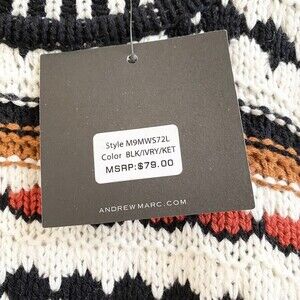 Style M9MWS72L
Color BLK/IVRY/KET
MSRP:$79.00
ANDREWMARC.COM